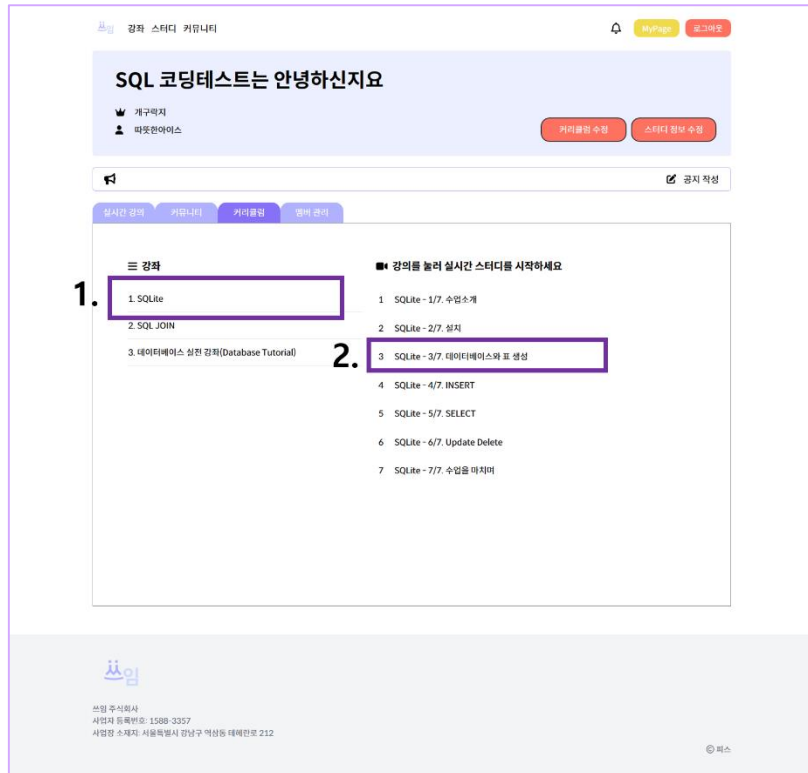 쓰임 강좌 스터디 커뮤니티 MyPage 로그아웃
SQL 코딩테스트는 안녕하신지요
개구락지
따뜻한아이스
커리큘럼 수정 스터디 정보 수정
공지 작성
실시간 강의 커뮤니티 커리큘럼 멤버 관리
강좌
강의를 눌러 실시간 스터디를 시작하세요
1.
1. SQLite
2. SQL JOIN
3. 데이터베이스 실전 강좌(Database Tutorial)
1 SQLite - 1/7. 수업소개
2 SQLite - 2/7. 설치
2.
3 SQLite - 3/7. 데이터베이스와 표 생성
4 SQLite - 4/7. INSERT
5 SQLite - 5/7. SELECT
6 SQLite - 6/7. Update Delete
7 SQLite - 7/7. 수업을 마치며
쓰임
쓰임 주식회사
사업자 등록번호: 1588-3357
사업장 소재지: 서울특별시 강남구 역삼동 테헤란로 212
© 피스